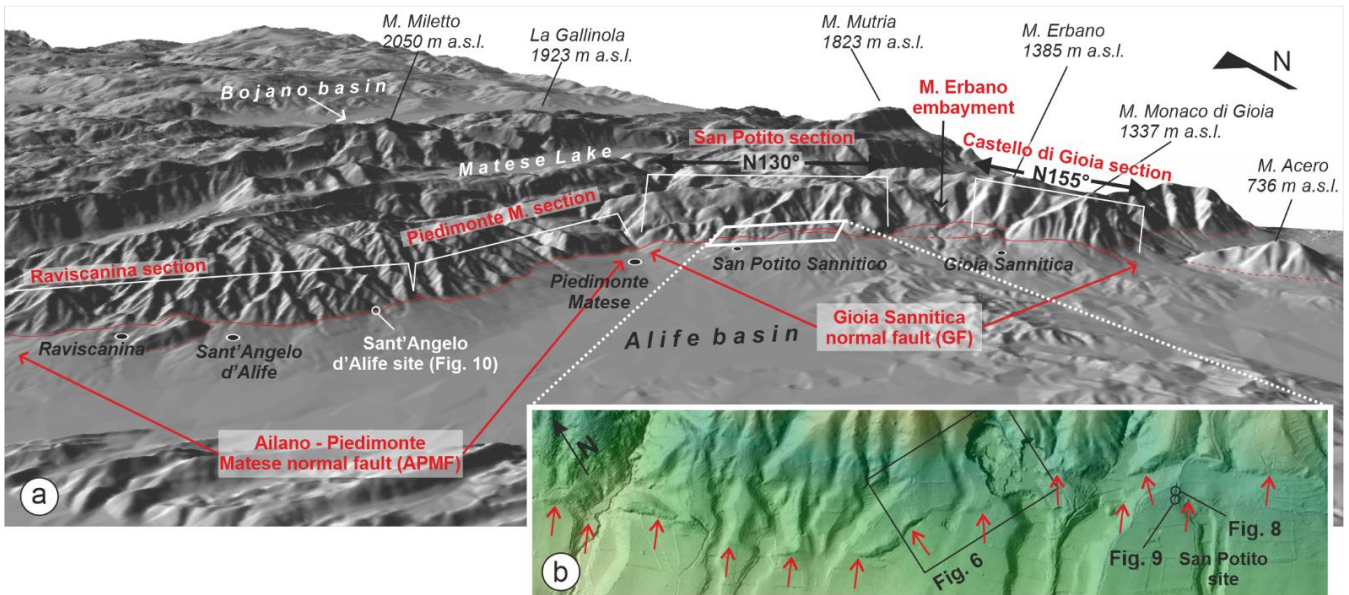 M. Miletto
2050 m a.s.l.
La Gallinola
1923 m a.s.l.
M. Mutria
1823 m a.s.l.
M. Erbano
1385 m a.s.l.
N
Bojano basin
M. Erbano
embayment
M. Monaco di Gioia
1337 m a.s.l.
San Potito section
N130°
Castello di Gioia section
N155°
M. Acero
736 m a.s.l.
Matese Lake
Piedimonte M. section
Raviscanina section
Piedimonte
Matese
San Potito Sannitico
Gioia Sannitica
Raviscanina
Sant'Angelo
d'Alife
Sant'Angelo
d'Alife site (Fig. 10)
Alife basin
Gioia Sannitica
normal fault (GF)
Ailano - Piedimonte
Matese normal fault (APMF)
a
N
Fig. 6
Fig. 8
Fig. 9
San Potito
site
b